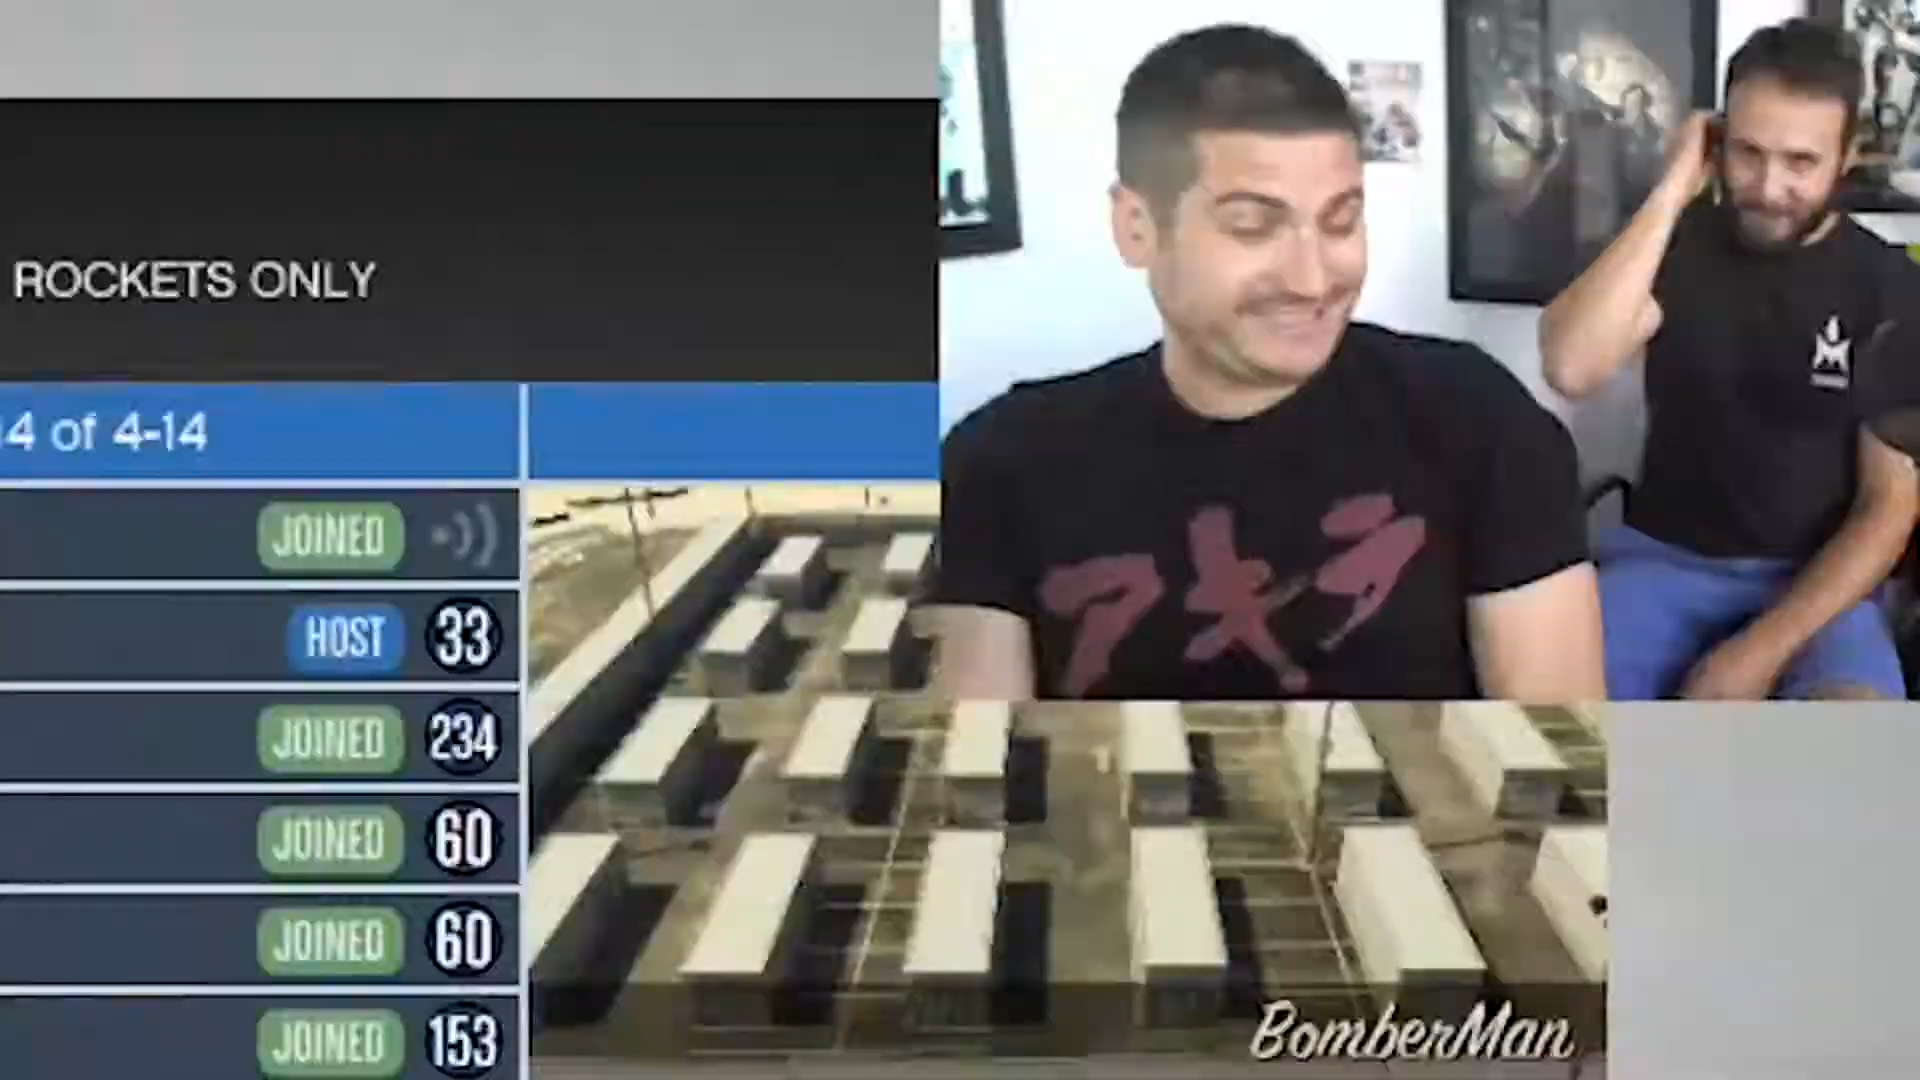 ROCKETS ONLY
14 of 4-14
JOINED
HOST 33
JOINED 234
JOINED 60
JOINED 60
JOINED 153
アキラ
BomberMan